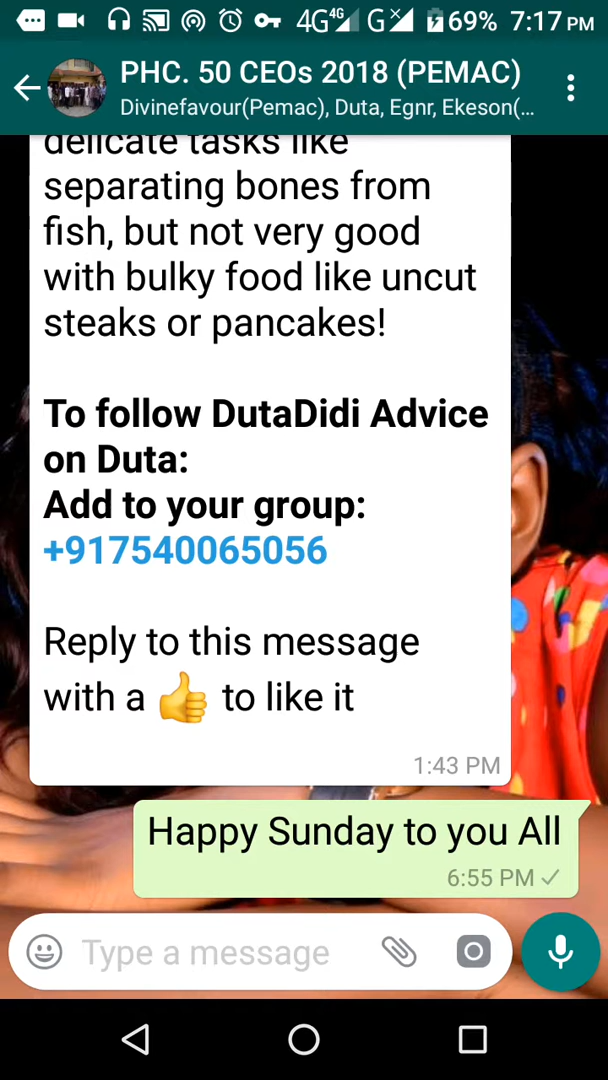 4G 4G G 69% 7:17 PM
PHC. 50 CEOs 2018 (PEMAC)
Divinefavour(Pemac), Duta, Egnr, Ekeson(...
delicate tasks like
separating bones from
fish, but not very good
with bulky food like uncut
steaks or pancakes!
To follow DutaDidi Advice
on Duta:
Add to your group:
+917540065056
Reply to this message
with a 👍 to like it
1:43 PM
Happy Sunday to you All
6:55 PM
Type a message